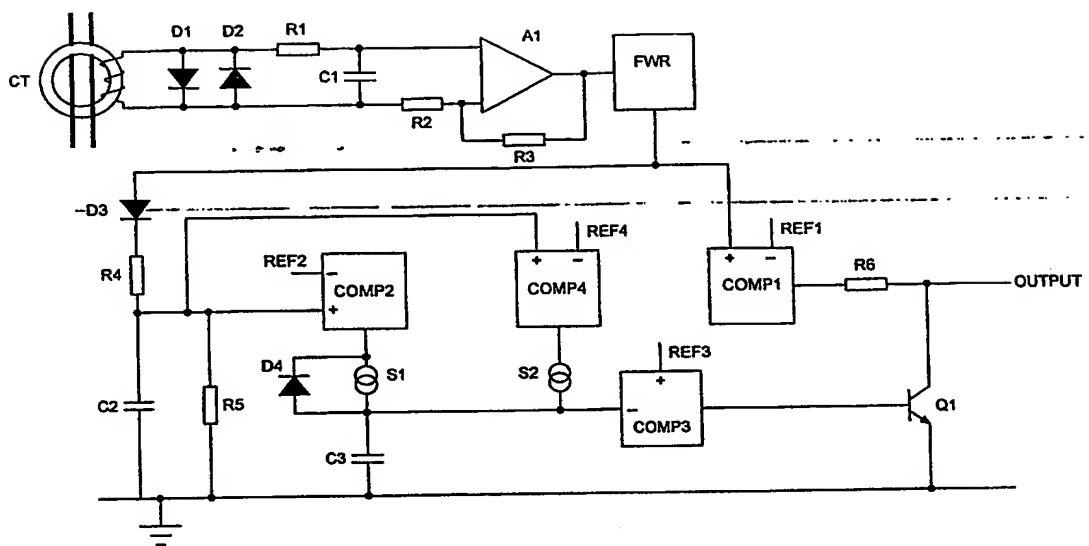 D1 D2 R1 A1
CT C1 FWR
R2
R3
D3
REF4 REF1
R4 REF2 COMP2 COMP4 COMP1 R6 OUTPUT
- + + - + -
D4 S1 S2 REF3
C2 R5 + - COMP3 Q1
C3